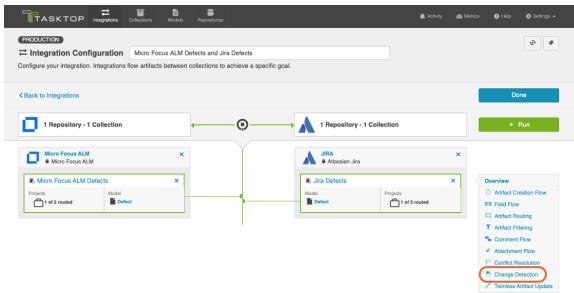 TASKTOP
Integrations
Collections
Models
Repositories
Activity
Metrics
Help
Settings
PRODUCTION
Integration Configuration
Micro Focus ALM Defects and Jira Defects
Configure your integration. Integrations flow artifacts between collections to achieve a specific goal.
Back to Integrations
Done
1 Repository - 1 Collection
1 Repository - 1 Collection
Run
Micro Focus ALM
Micro Focus ALM
JIRA
Atlassian Jira
Micro Focus ALM Defects
Projects
1 of 3 routed
Model
Defect
Jira Defects
Model
Defect
Projects
1 of 3 routed
Overview
Artifact Creation Flow
Field Flow
Artifact Routing
Artifact Filtering
Comment Flow
Attachment Flow
Conflict Resolution
Change Detection
Twinless Artifact Update